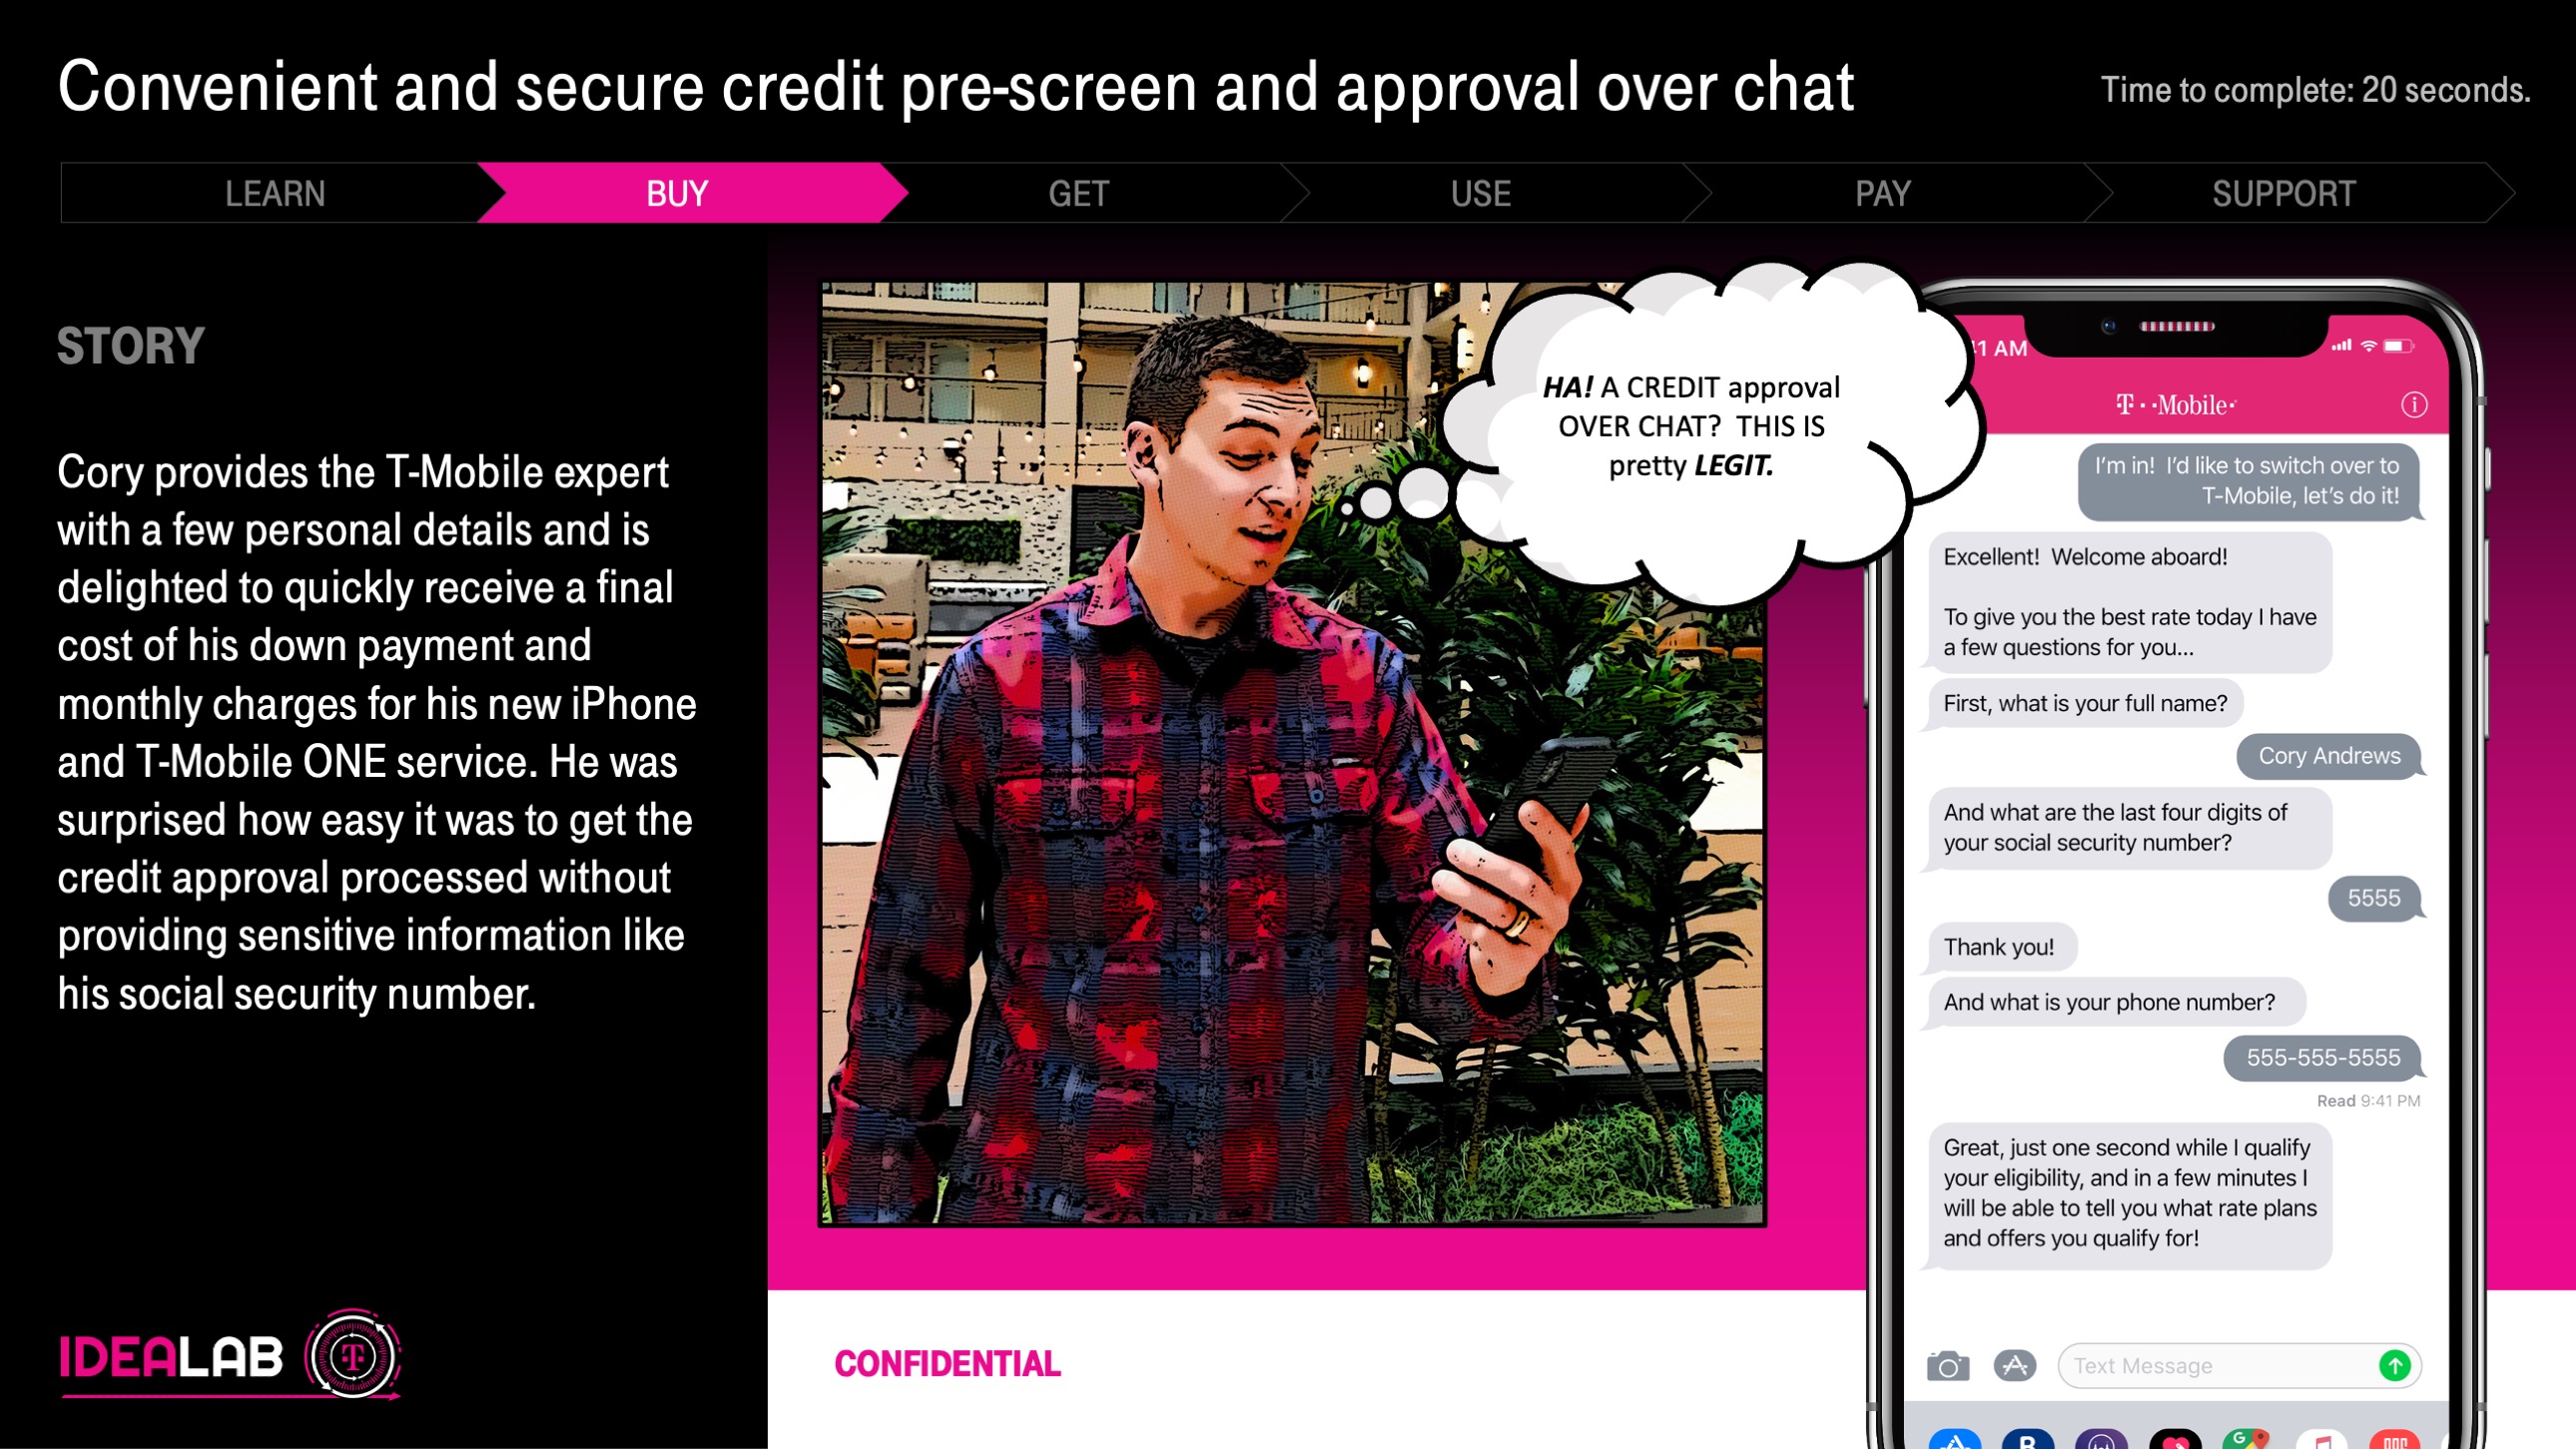 Convenient and secure credit pre-screen and approval over chat
Time to complete: 20 seconds.
LEARN
BUY
GET
USE
PAY
SUPPORT
STORY
Cory provides the T-Mobile expert
with a few personal details and is
delighted to quickly receive a final
cost of his down payment and
monthly charges for his new iPhone
and T-Mobile ONE service. He was
surprised how easy it was to get the
credit approval processed without
providing sensitive information like
his social security number.
HA! A CREDIT approval
OVER CHAT?  THIS IS
pretty LEGIT.
41 AM
T··Mobile·
I'm in!  I'd like to switch over to
T-Mobile, let's do it!
Excellent!  Welcome aboard!
To give you the best rate today I have
a few questions for you...
First, what is your full name?
Cory Andrews
And what are the last four digits of
your social security number?
5555
Thank you!
And what is your phone number?
555-555-5555
Read 9:41 PM
Great, just one second while I qualify
your eligibility, and in a few minutes I
will be able to tell you what rate plans
and offers you qualify for!
Text Message
IDEALAB
T
CONFIDENTIAL